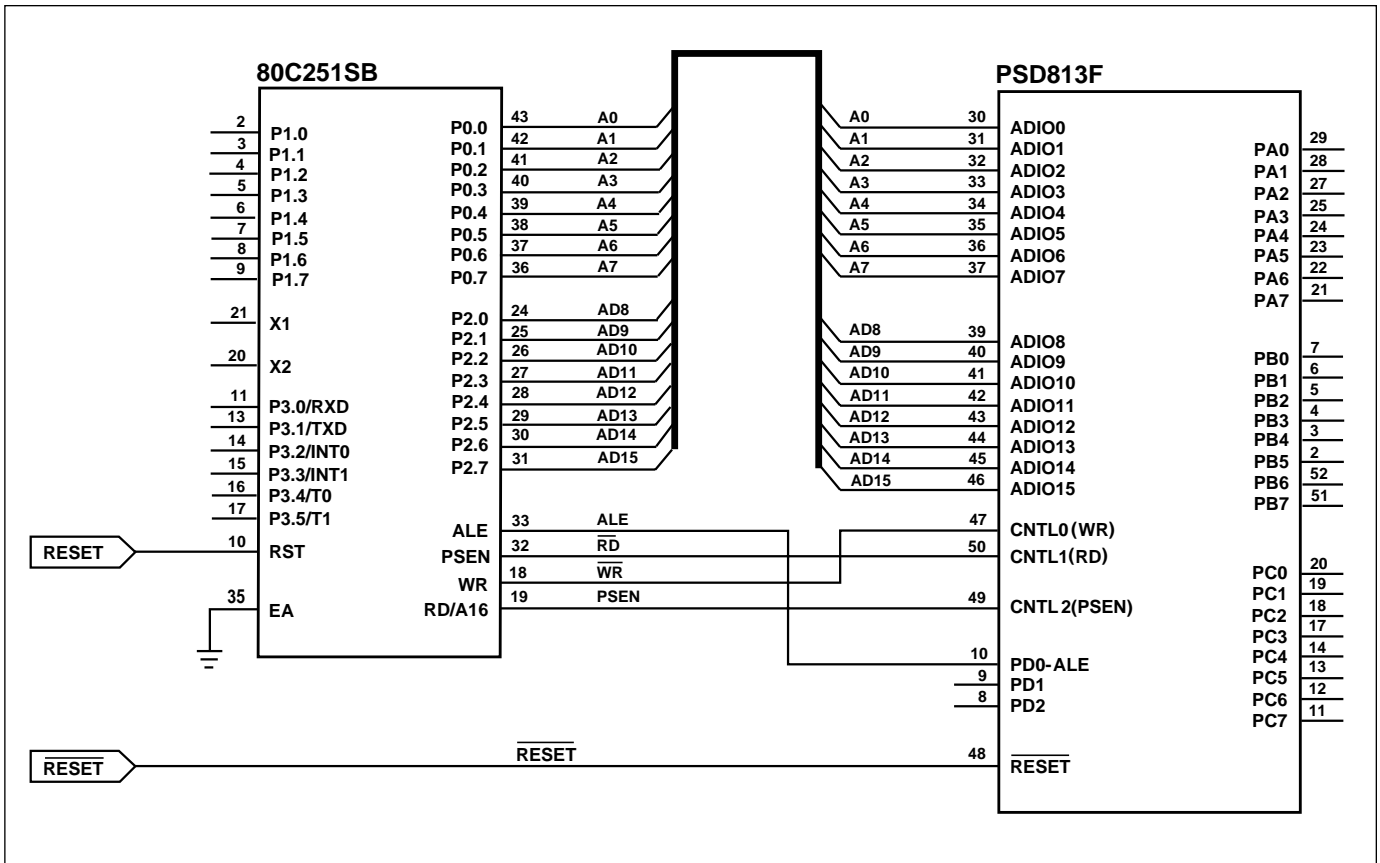 80C251SB
2 P1.0
3 P1.1
4 P1.2
5 P1.3
6 P1.4
7 P1.5
8 P1.6
9 P1.7
21 X1
20 X2
11 P3.0/RXD
13 P3.1/TXD
14 P3.2/INT0
15 P3.3/INT1
16 P3.4/T0
17 P3.5/T1
RESET 10 RST
35 EA
P0.0 43 A0
P0.1 42 A1
P0.2 41 A2
P0.3 40 A3
P0.4 39 A4
P0.5 38 A5
P0.6 37 A6
P0.7 36 A7
P2.0 24 AD8
P2.1 25 AD9
P2.2 26 AD10
P2.3 27 AD11
P2.4 28 AD12
P2.5 29 AD13
P2.6 30 AD14
P2.7 31 AD15
ALE 33 ALE
PSEN 32 RD
WR 18 WR
RD/A16 19 PSEN
PSD813F
A0 30 ADIO0
A1 31 ADIO1
A2 32 ADIO2
A3 33 ADIO3
A4 34 ADIO4
A5 35 ADIO5
A6 36 ADIO6
A7 37 ADIO7
AD8 39 ADIO8
AD9 40 ADIO9
AD10 41 ADIO10
AD11 42 ADIO11
AD12 43 ADIO12
AD13 44 ADIO13
AD14 45 ADIO14
AD15 46 ADIO15
47 CNTL0(WR)
50 CNTL1(RD)
49 CNTL 2(PSEN)
10 PD0-ALE
9 PD1
8 PD2
RESET RESET 48 RESET
PA0 29
PA1 28
PA2 27
PA3 25
PA4 24
PA5 23
PA6 22
PA7 21
PB0 7
PB1 6
PB2 5
PB3 4
PB4 3
PB5 2
PB6 52
PB7 51
PC0 20
PC1 19
PC2 18
PC3 17
PC4 14
PC5 13
PC6 12
PC7 11